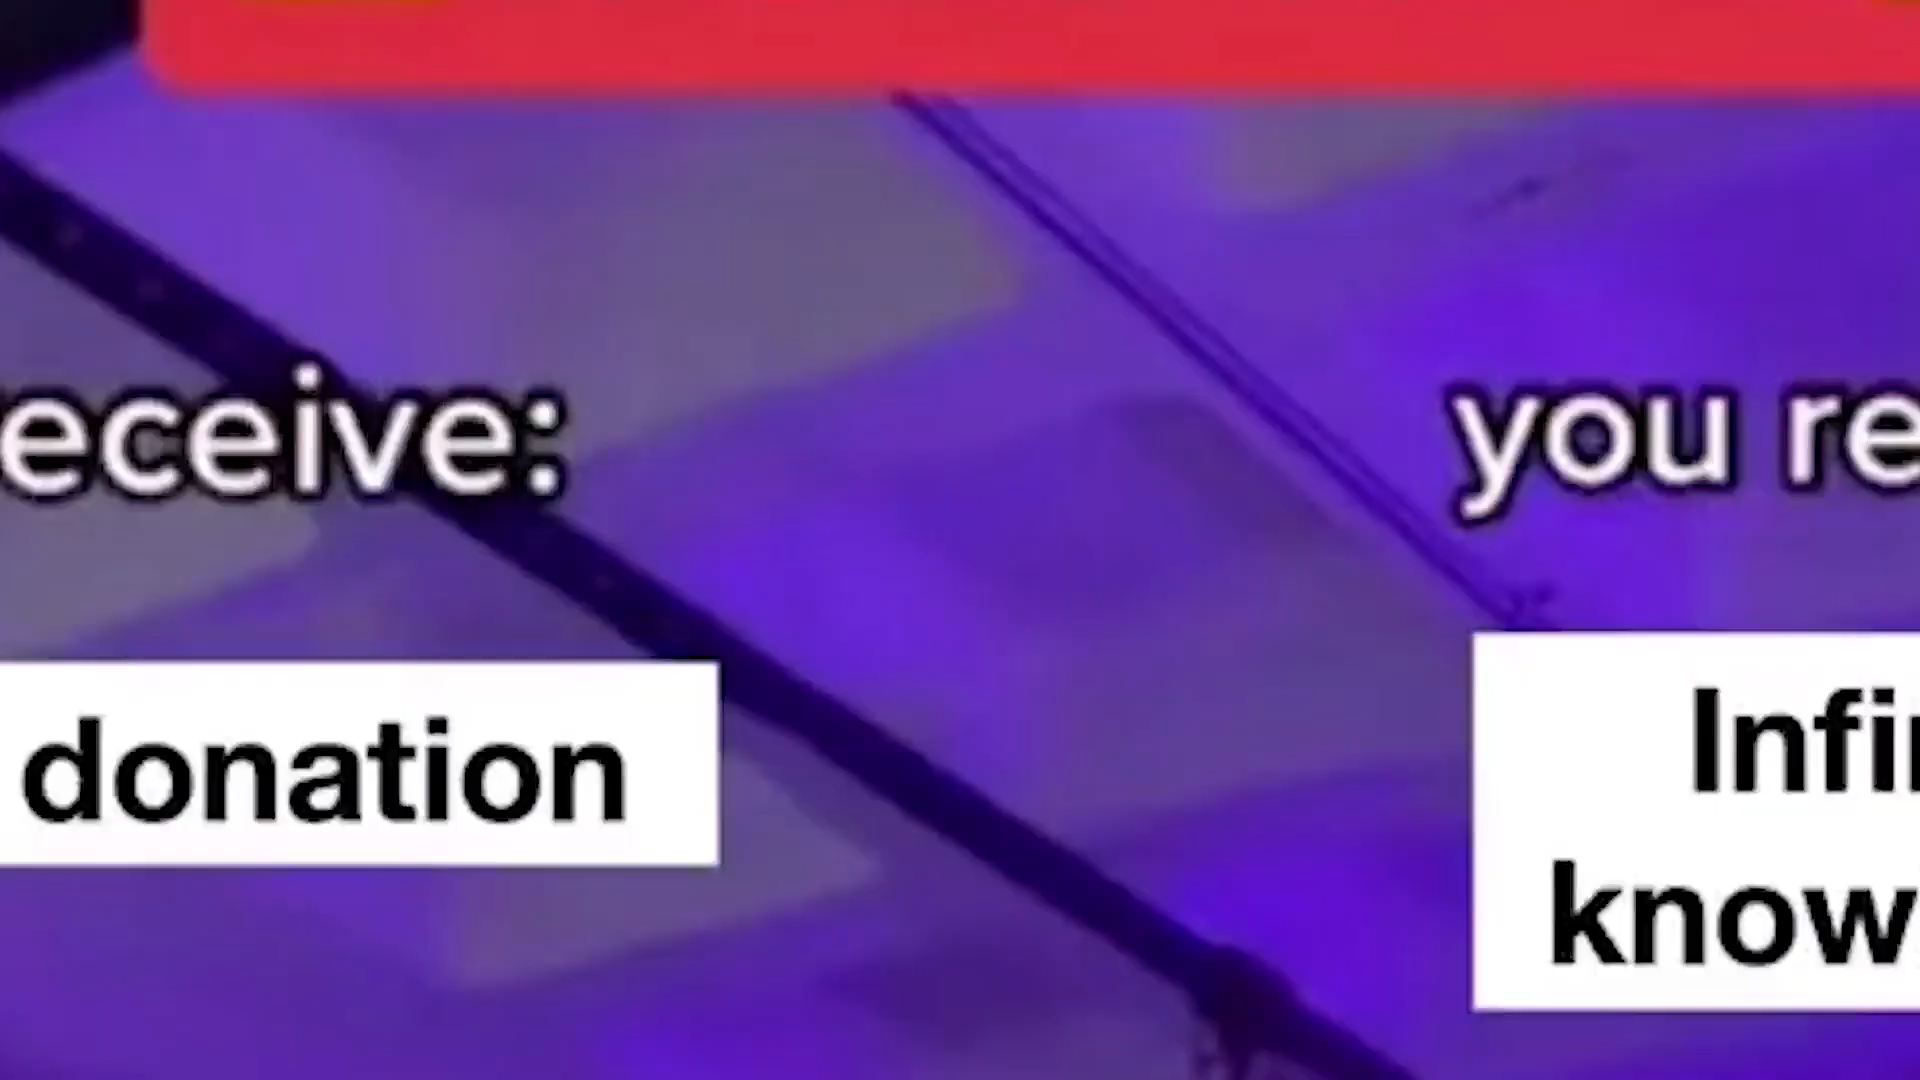 eceive:
you re
donation
Infi
know